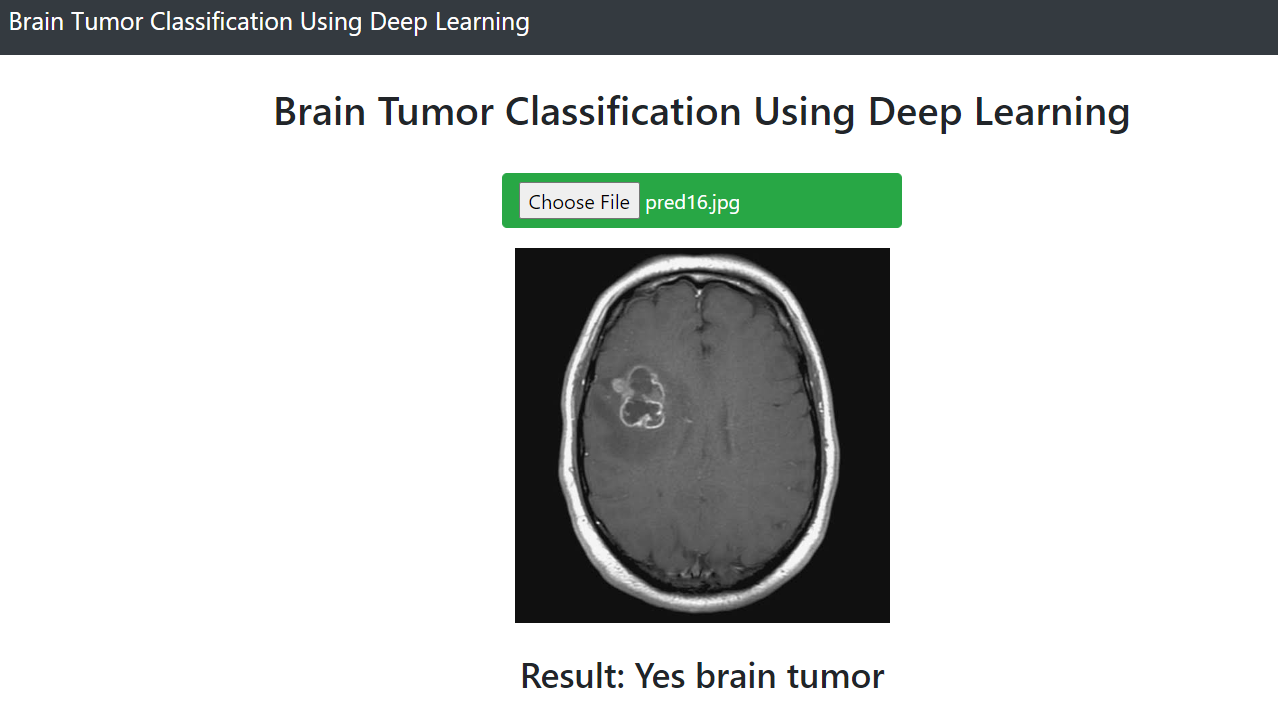 Brain Tumor Classification Using Deep Learning
Brain Tumor Classification Using Deep Learning
Choose File pred16.jpg
Result: Yes brain tumor